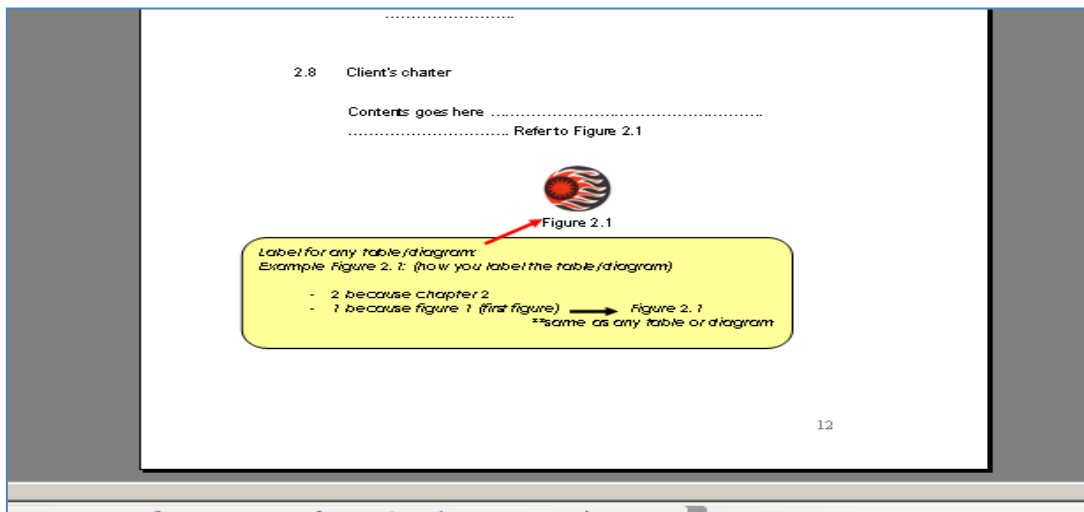 ........................
2.8 Client's charter
Contents goes here ....................................................
............................... Refer to Figure 2.1
Figure 2.1
Label for any table/diagram:
Example Figure 2.1: (how you label the table/diagram)
- 2 because chapter 2
- 1 because figure 1 (first figure) Figure 2.1
**same as any table or diagram
12